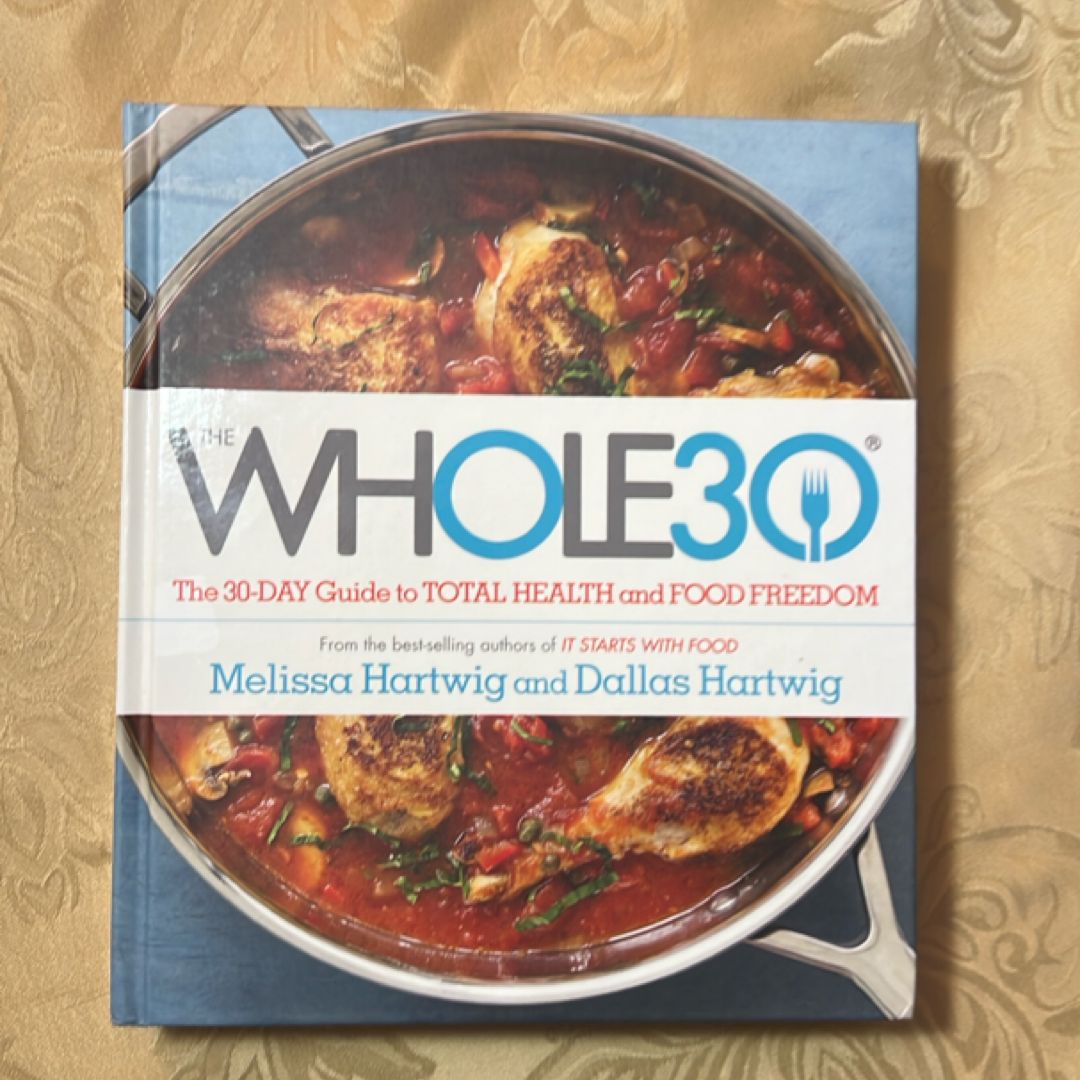 THE
WHOLE30®
The 30-DAY Guide to TOTAL HEALTH and FOOD FREEDOM
From the best-selling authors of IT STARTS WITH FOOD
Melissa Hartwig and Dallas Hartwig